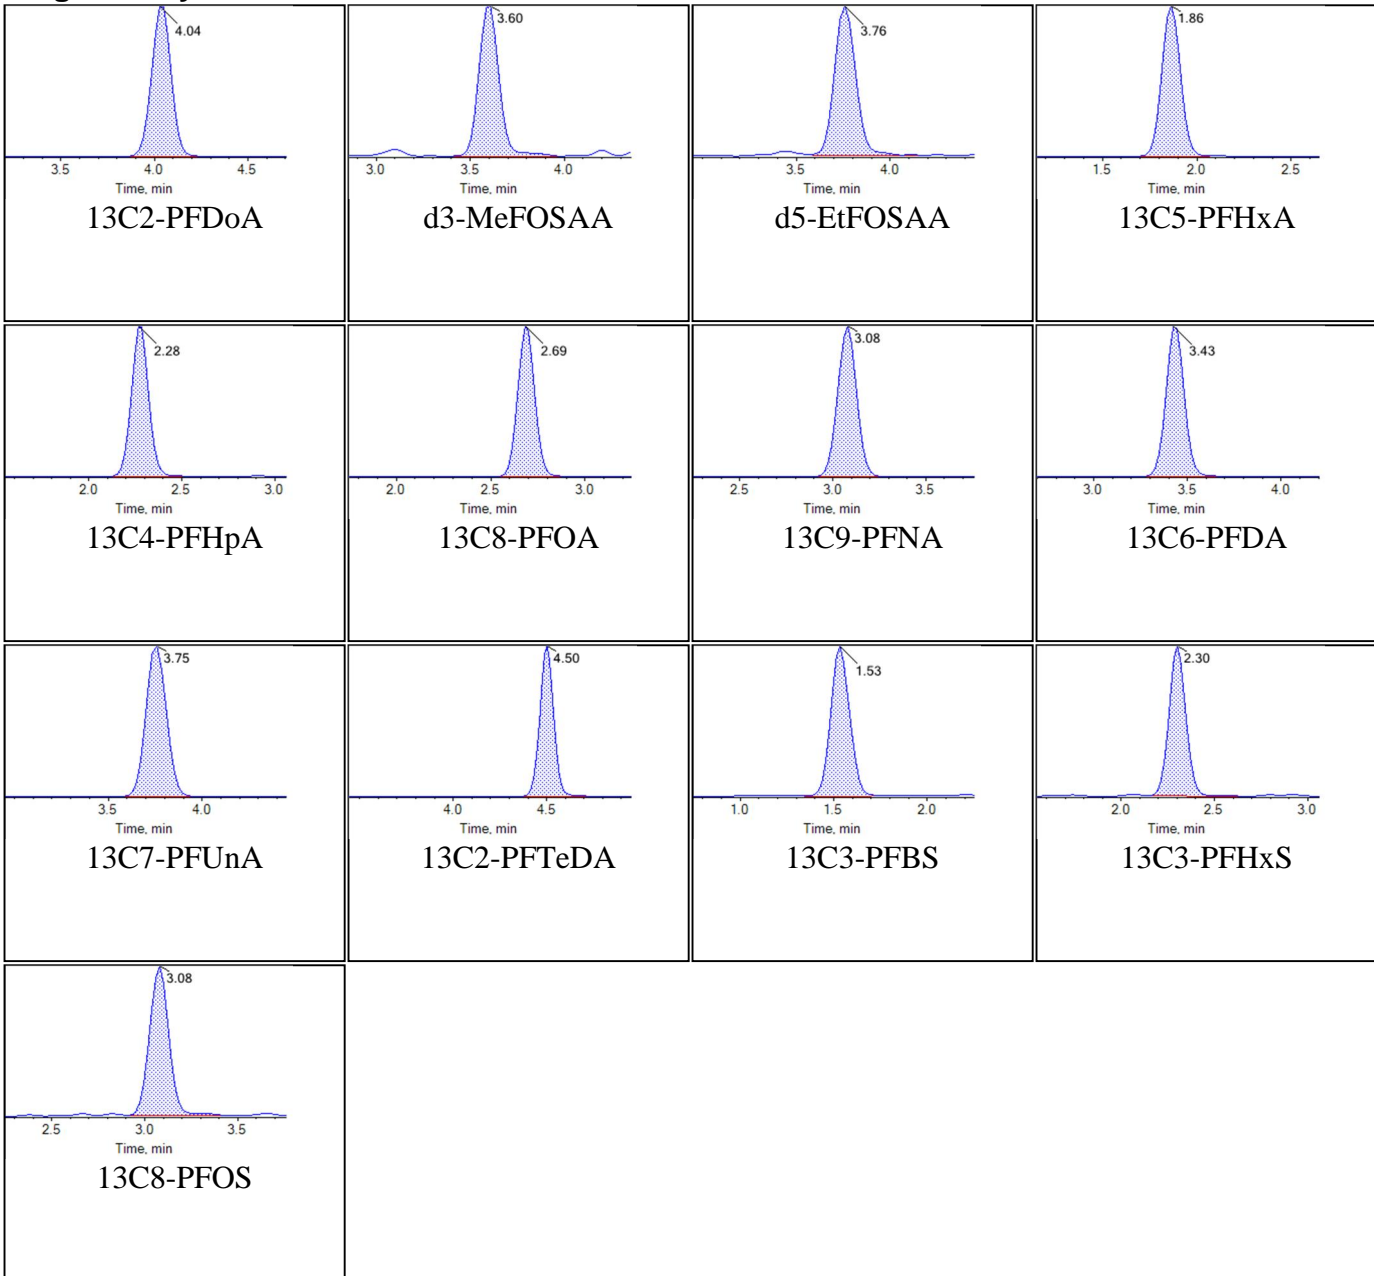 4.04
3.5 4.0 4.5
Time, min
13C2-PFDoA
3.60
3.0 3.5 4.0
Time, min
d3-MeFOSAA
3.76
3.5 4.0
Time, min
d5-EtFOSAA
1.86
1.5 2.0 2.5
Time, min
13C5-PFHxA
2.28
2.0 2.5 3.0
Time, min
13C4-PFHpA
2.69
2.0 2.5 3.0
Time, min
13C8-PFOA
3.08
2.5 3.0 3.5
Time, min
13C9-PFNA
3.43
3.0 3.5 4.0
Time, min
13C6-PFDA
3.75
3.5 4.0
Time, min
13C7-PFUnA
4.50
4.0 4.5
Time, min
13C2-PFTeDA
1.53
1.0 1.5 2.0
Time, min
13C3-PFBS
2.30
2.0 2.5 3.0
Time, min
13C3-PFHxS
3.08
2.5 3.0 3.5
Time, min
13C8-PFOS